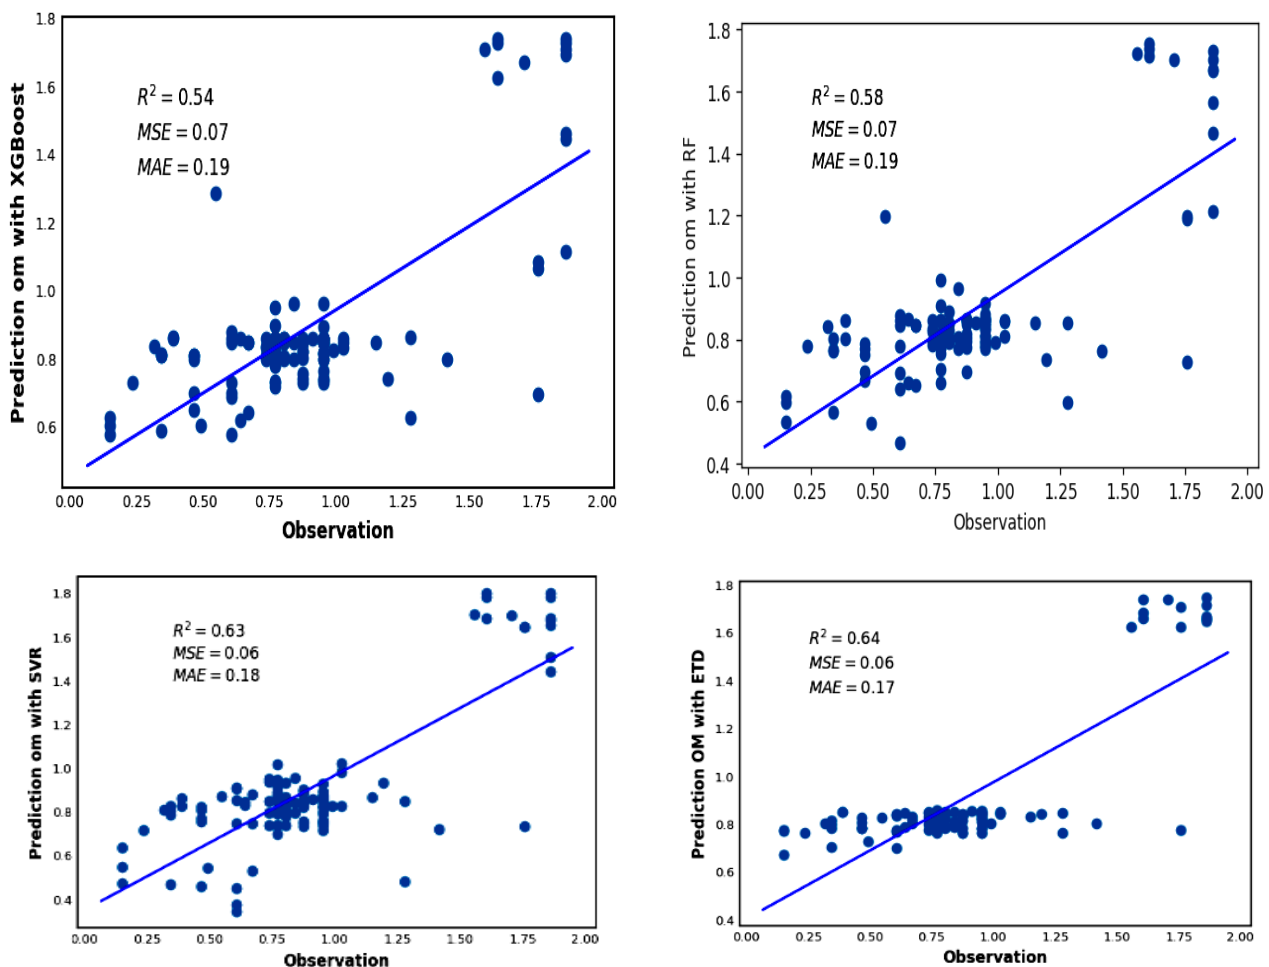 Prediction om with XGBoost
1.8
1.6
1.4
1.2
1.0
0.8
0.6
R² = 0.54
MSE = 0.07
MAE = 0.19
0.00 0.25 0.50 0.75 1.00 1.25 1.50 1.75 2.00
Observation
Prediction om with RF
1.8
1.6
1.4
1.2
1.0
0.8
0.6
0.4
R² = 0.58
MSE = 0.07
MAE = 0.19
0.00 0.25 0.50 0.75 1.00 1.25 1.50 1.75 2.00
Observation
Prediction om with SVR
1.8
1.6
1.4
1.2
1.0
0.8
0.6
0.4
R² = 0.63
MSE = 0.06
MAE = 0.18
0.00 0.25 0.50 0.75 1.00 1.25 1.50 1.75 2.00
Observation
Prediction OM with ETD
1.8
1.6
1.4
1.2
1.0
0.8
0.6
0.4
R² = 0.64
MSE = 0.06
MAE = 0.17
0.00 0.25 0.50 0.75 1.00 1.25 1.50 1.75 2.00
Observation